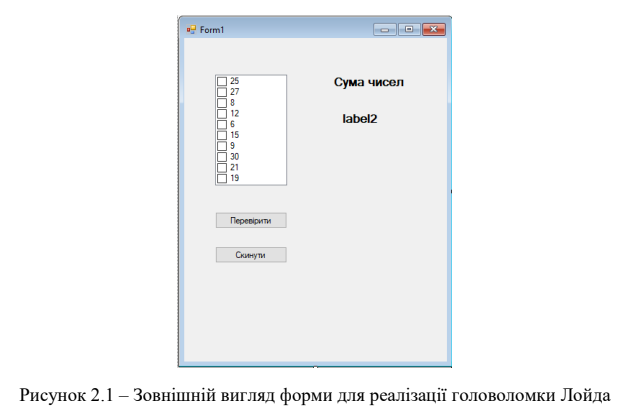 Form1
25
27
8
12
6
15
9
30
21
19
Сума чисел
label2
Перевірити
Скинути
Рисунок 2.1 – Зовнішній вигляд форми для реалізації головоломки Лойда